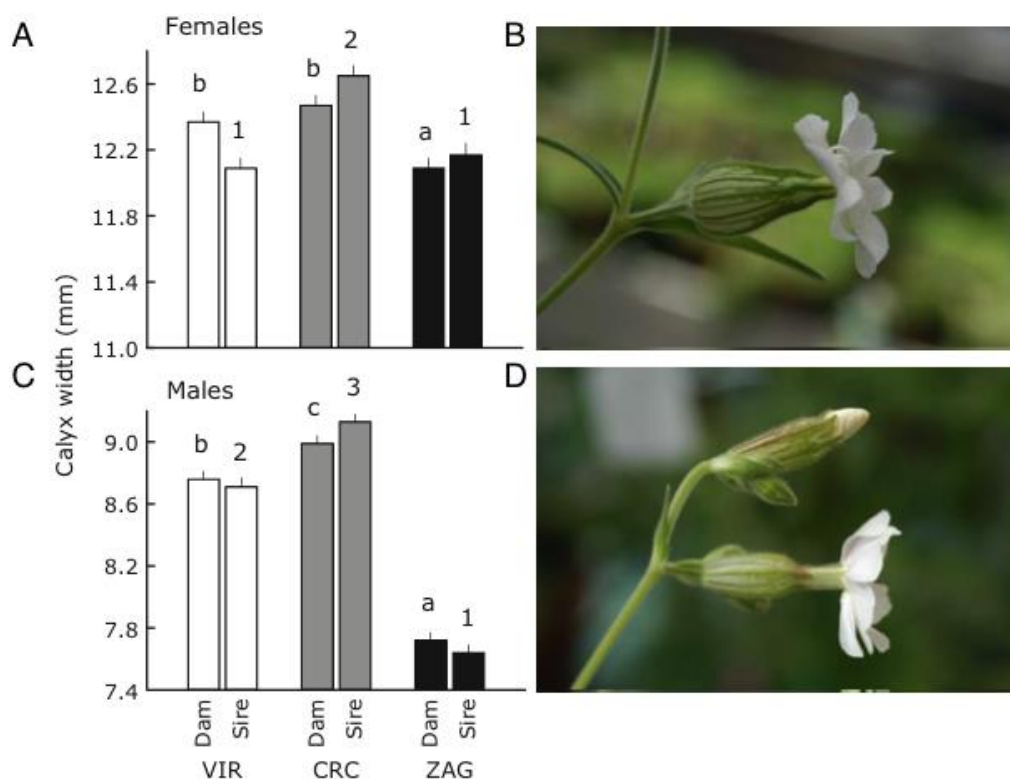 A
Females
B
12.6
12.2
11.8
11.4
11.0
b
1
b
2
a
1
Calyx width (mm)
C
Males
D
9.0
8.6
8.2
7.8
7.4
b
2
c
3
a
1
Dam Sire Dam Sire Dam Sire
VIR CRC ZAG